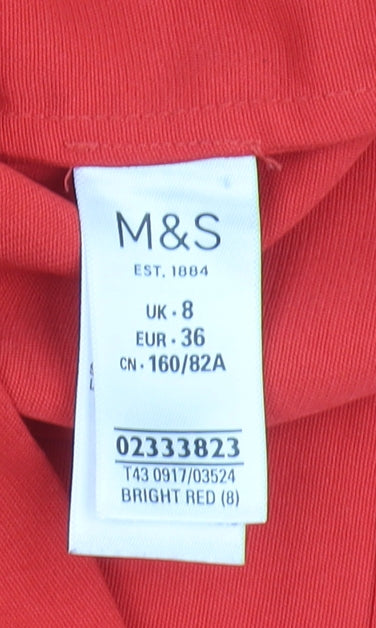 M&S
EST. 1884
UK • 8
EUR • 36
CN • 160/82A
02333823
T43 0917/03524
BRIGHT RED (8)